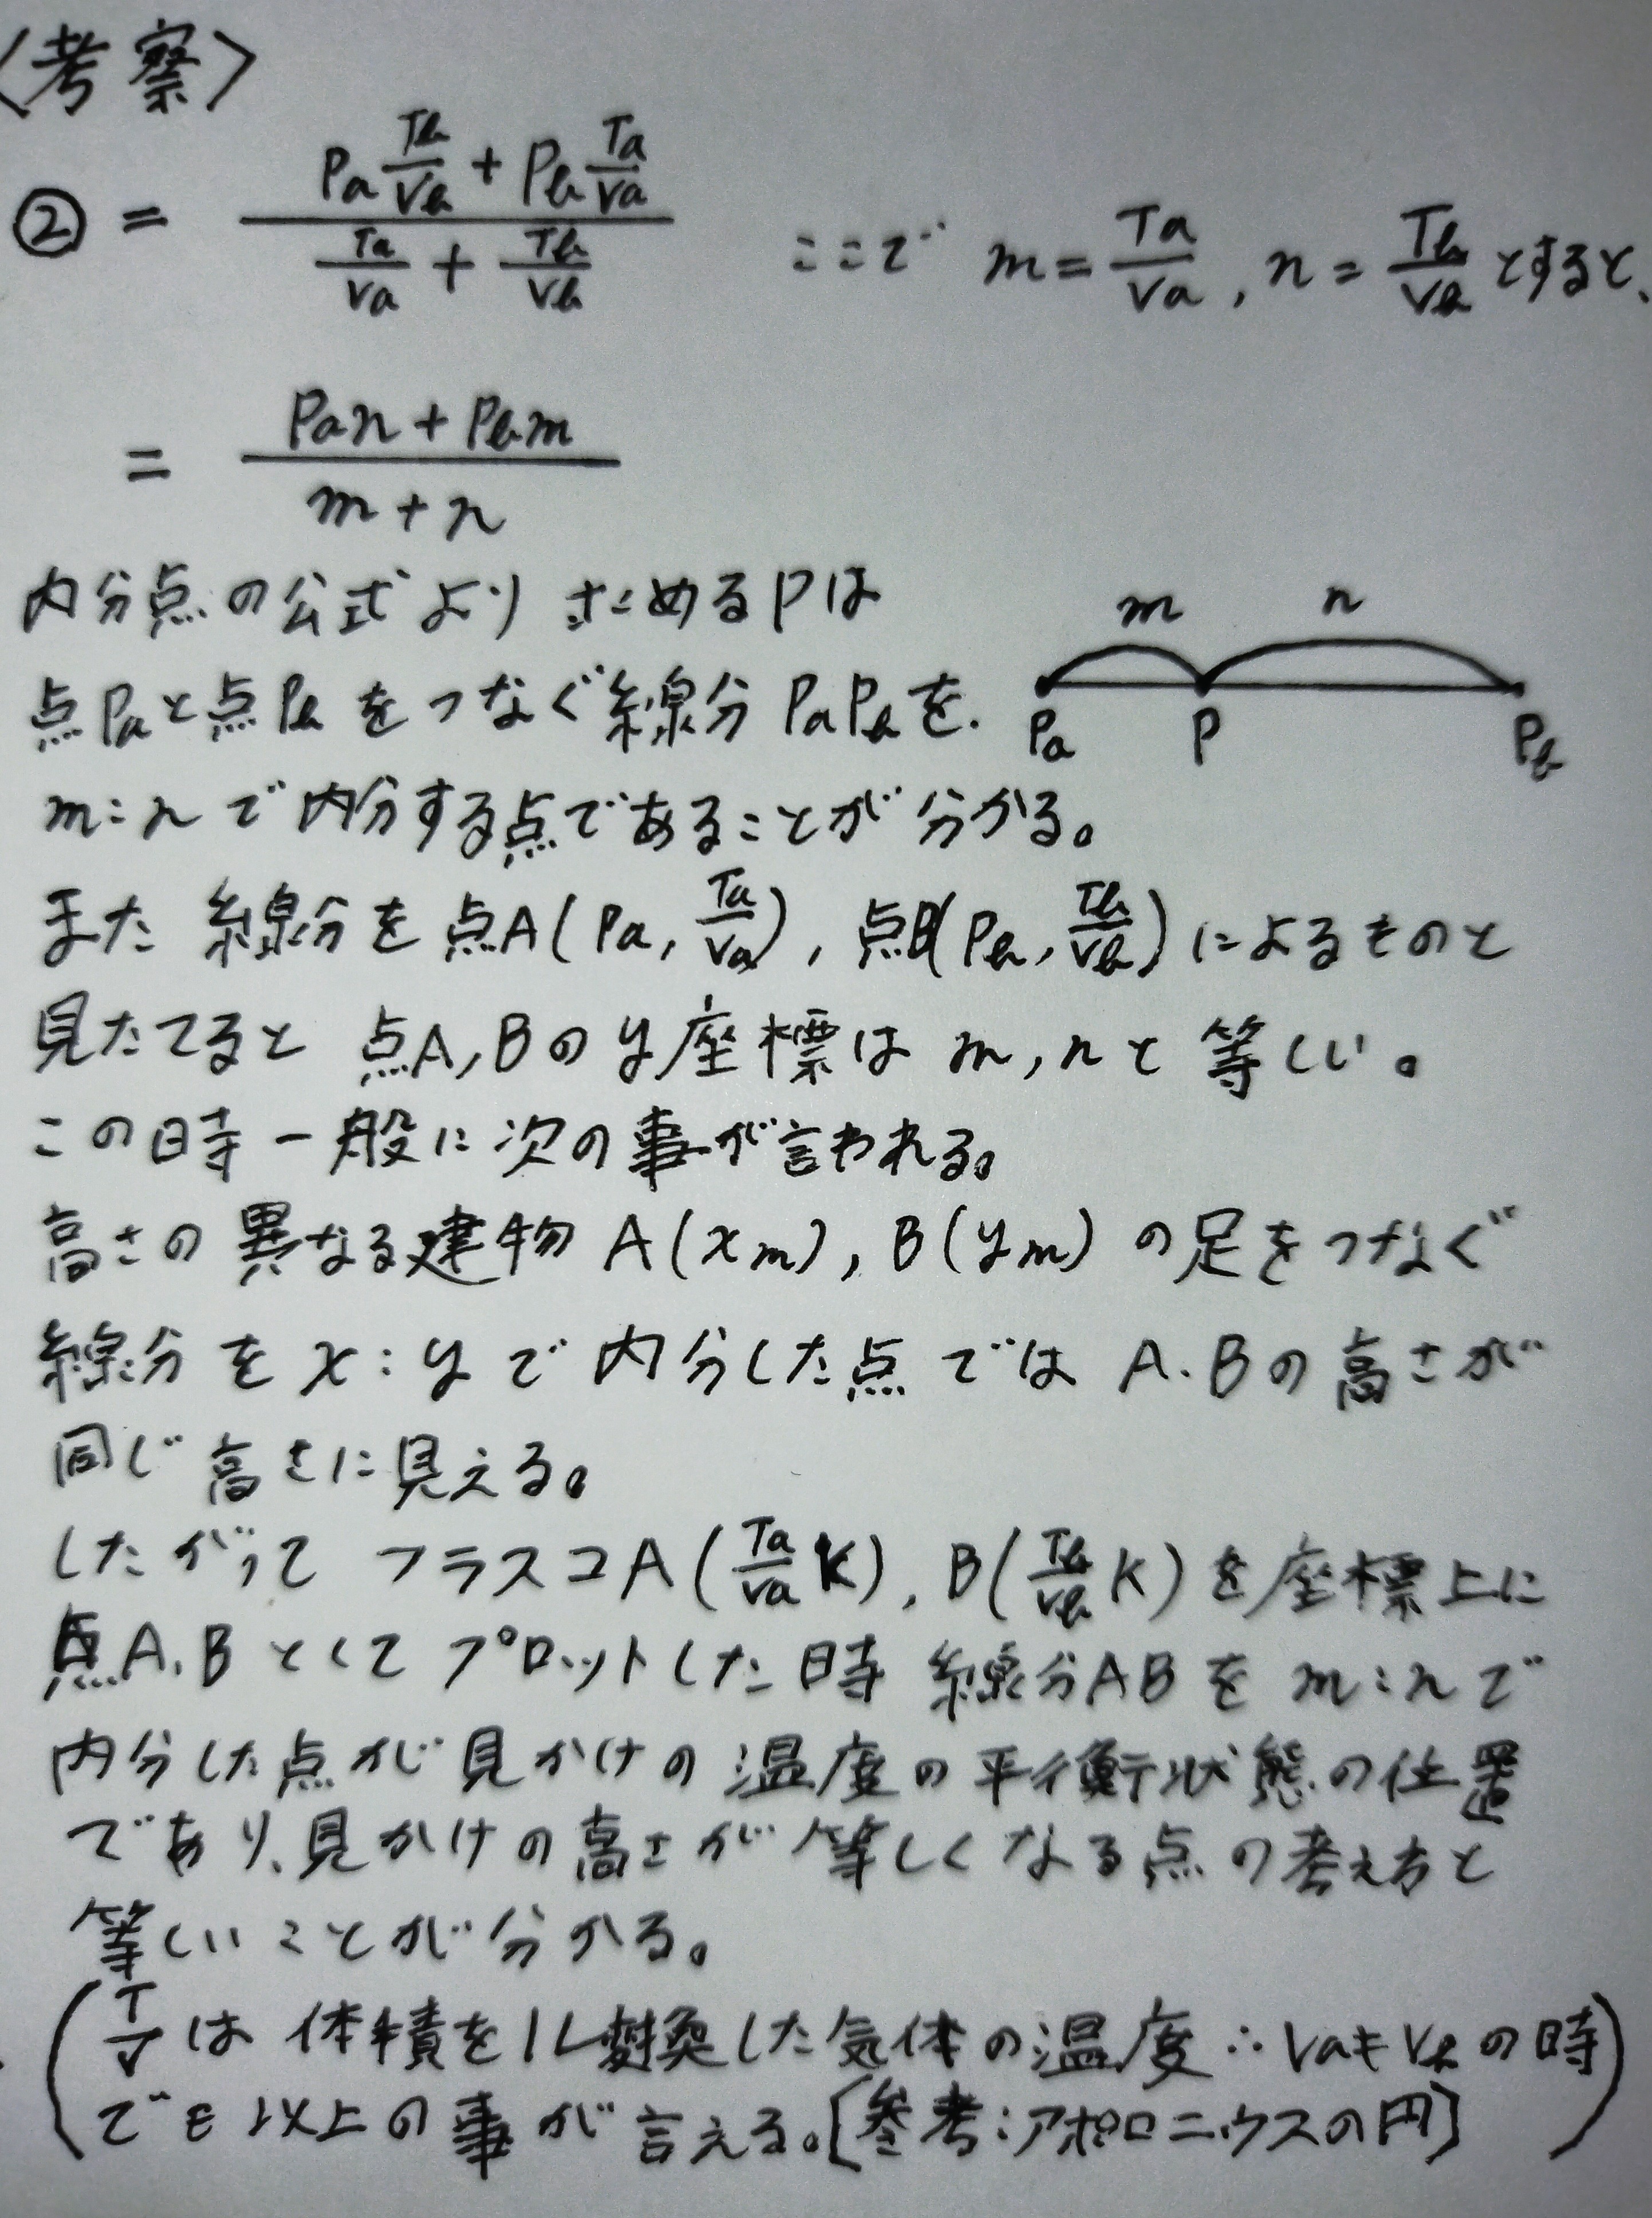 〈考察〉
② = (Pa Tb/Vb + Pb Ta/Va) / (Ta/Va + Tb/Vb) ここで m = Ta/Va , n = Tb/Vb とすると、
= (Pan + Pbm) / (m + n)
内分点の公式より求めるPは
m n
点Paと点Pbをつなぐ線分PaPbを、
Pa P Pb
m:nで内分する点であることが分かる。
また線分を点A(Pa, Ta/Va), 点B(Pb, Tb/Vb)によるものと
見たてると点A,Bのy座標はm,nと等しい。
この時一般に次の事が言われる。
高さの異なる建物A(xm), B(ym)の足をつなぐ
線分をx:yで内分した点ではA.Bの高さが
同じ高さに見える。
したがってフラスコA(Ta/Va K), B(Tb/Vb K)を座標上に
点A.Bとしてプロットした時線分ABをm:nで
内分した点が見かけの温度の平衡状態の位置
であり、見かけの高さが等しくなる点の考え方と
等しいことが分かる。
(T/Vは体積を1L変換した気体の温度∴Va≠Vbの時
でも以上の事が言える。[参考:アポロニウスの円])